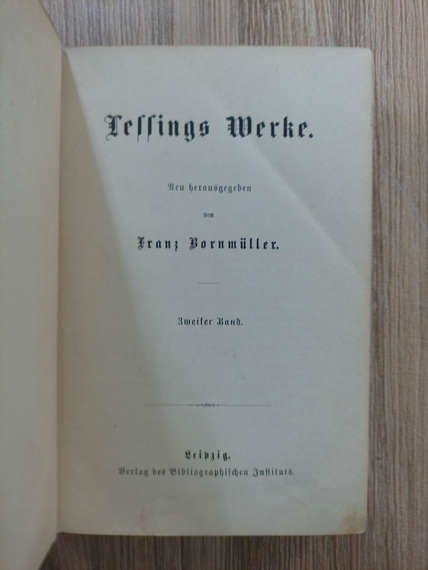 Lessings Werke.
Neu herausgegeben
von
Franz Bornmüller.
Zweiter Band.
Leipzig.
Verlag des Bibliographischen Instituts.